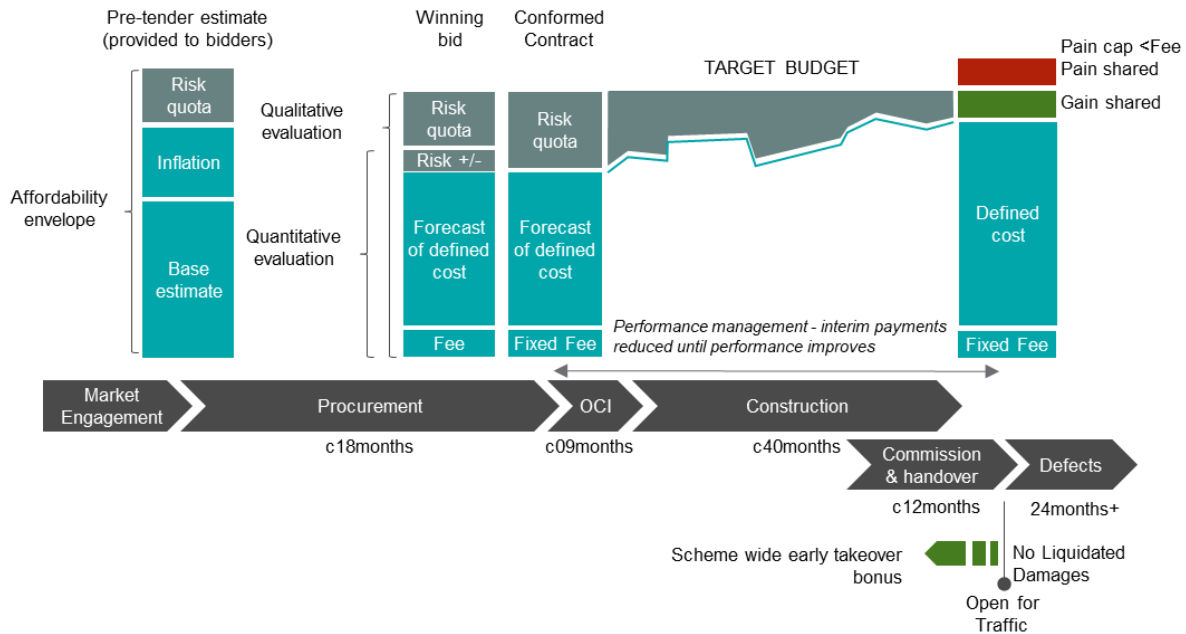 Pre-tender estimate
(provided to bidders)
Winning
bid
Conformed
Contract
Pain cap <Fee
Pain shared
Gain shared
TARGET BUDGET
Risk
quota
Inflation
Base
estimate
Affordability
envelope
Qualitative
evaluation
Quantitative
evaluation
Risk
quota
Risk +/-
Forecast
of defined
cost
Fee
Risk
quota
Forecast
of defined
cost
Fixed Fee
Defined
cost
Fixed Fee
Performance management - interim payments
reduced until performance improves
Market
Engagement
Procurement
OCI
Construction
c18months
c09months
c40months
Commission
& handover
Defects
c12months
24months+
Scheme wide early takeover
bonus
No Liquidated
Damages
Open for
Traffic